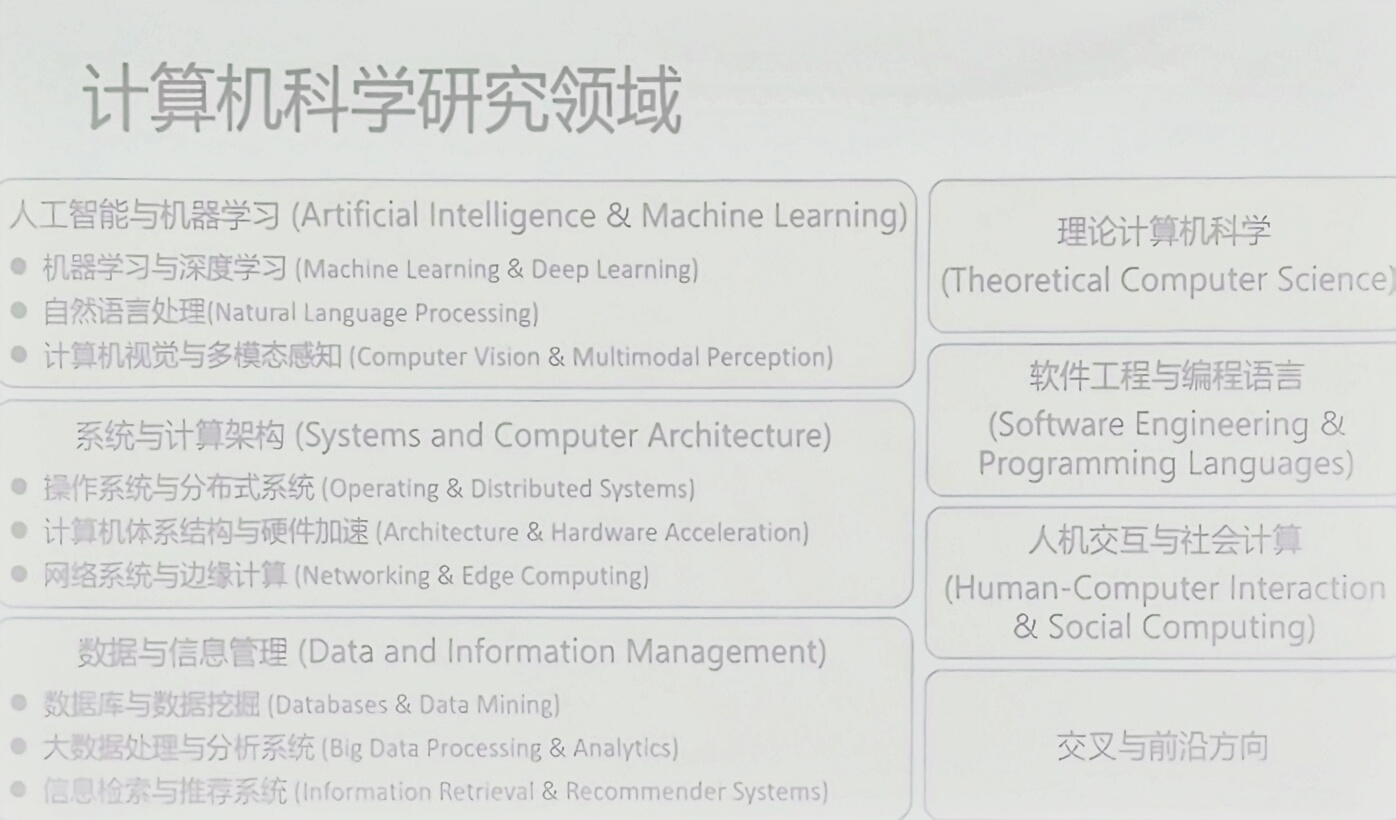 计算机科学研究领域
人工智能与机器学习 (Artificial Intelligence & Machine Learning)
机器学习与深度学习 (Machine Learning & Deep Learning)
自然语言处理(Natural Language Processing)
计算机视觉与多模态感知 (Computer Vision & Multimodal Perception)
系统与计算架构 (Systems and Computer Architecture)
操作系统与分布式系统 (Operating & Distributed Systems)
计算机体系结构与硬件加速 (Architecture & Hardware Acceleration)
网络系统与边缘计算 (Networking & Edge Computing)
数据与信息管理 (Data and Information Management)
数据库与数据挖掘 (Databases & Data Mining)
大数据处理与分析系统 (Big Data Processing & Analytics)
信息检索与推荐系统 (Information Retrieval & Recommender Systems)
理论计算机科学
(Theoretical Computer Science)
软件工程与编程语言
(Software Engineering &
Programming Languages)
人机交互与社会计算
(Human-Computer Interaction
& Social Computing)
交叉与前沿方向